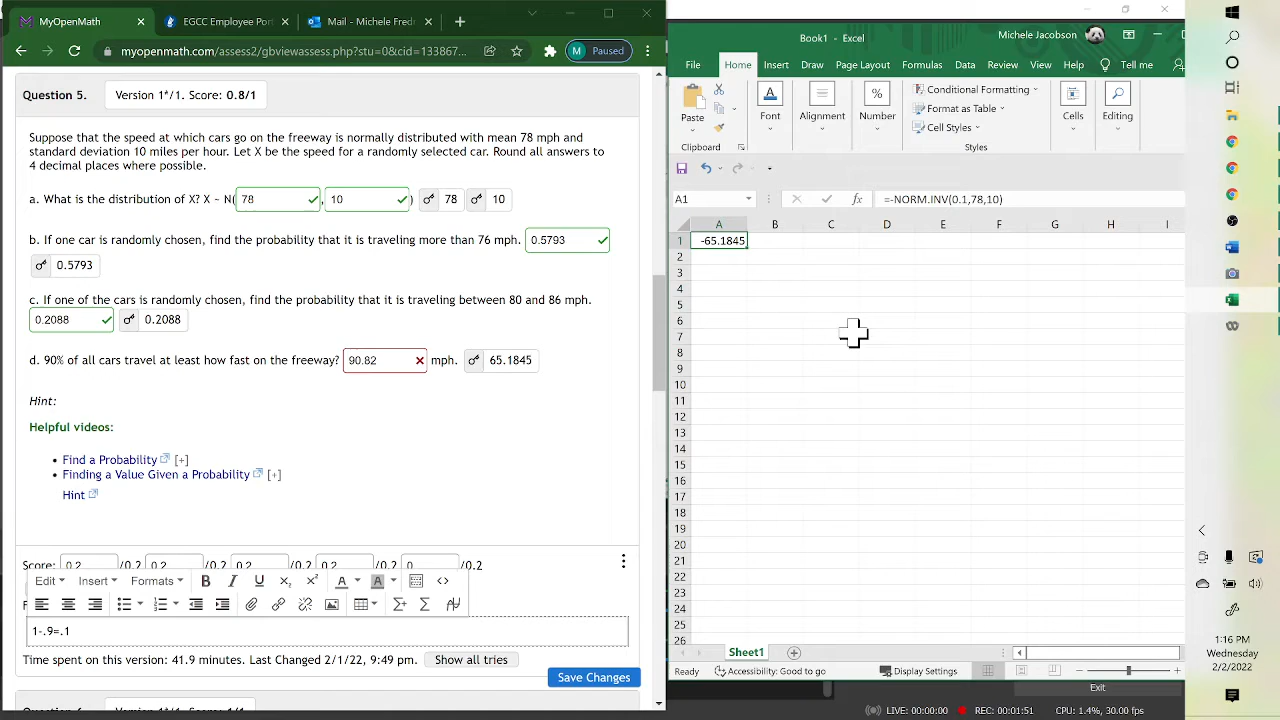 MyOpenMath
EGCC Employee Port
Mail - Michele Fredr
myopenmath.com/assess2/gbviewassess.php?stu=0&cid=133867...
M Paused
Question 5. Version 1*/1. Score: 0.8/1
Suppose that the speed at which cars go on the freeway is normally distributed with mean 78 mph and
standard deviation 10 miles per hour. Let X be the speed for a randomly selected car. Round all answers to
4 decimal places where possible.
a. What is the distribution of X? X ~ N( 78 , 10 ) 78 10
b. If one car is randomly chosen, find the probability that it is traveling more than 76 mph. 0.5793
0.5793
c. If one of the cars is randomly chosen, find the probability that it is traveling between 80 and 86 mph.
0.2088 0.2088
d. 90% of all cars travel at least how fast on the freeway? 90.82 mph. 65.1845
Hint:
Helpful videos:
• Find a Probability [+]
• Finding a Value Given a Probability [+]
Hint
Score: 0.2 /0.2 0.2 /0.2 0.2 /0.2 0.2 /0.2 0 /0.2
Edit Insert Formats B I U X₂ X² A A <>
1-.9=.1
Time spent on this version: 41.9 minutes. Last Changed 2/1/22, 9:49 pm. Show all tries
Save Changes
Book1 - Excel
Michele Jacobson
File Home Insert Draw Page Layout Formulas Data Review View Help Tell me
Paste
Clipboard
Font
Alignment
Number
Conditional Formatting
Format as Table
Cell Styles
Styles
Cells
Editing
A1 fx =-NORM.INV(0.1,78,10)
A B C D E F G H I
1 -65.1845
2
3
4
5
6
7
8
9
10
11
12
13
14
15
16
17
18
19
20
21
22
23
24
25
26
Sheet1
Ready Accessibility: Good to go Display Settings
Exit
LIVE: 00:00:00 REC: 00:01:51 CPU: 1.4%, 30.00 fps
1:16 PM
Wednesday
2/2/2022